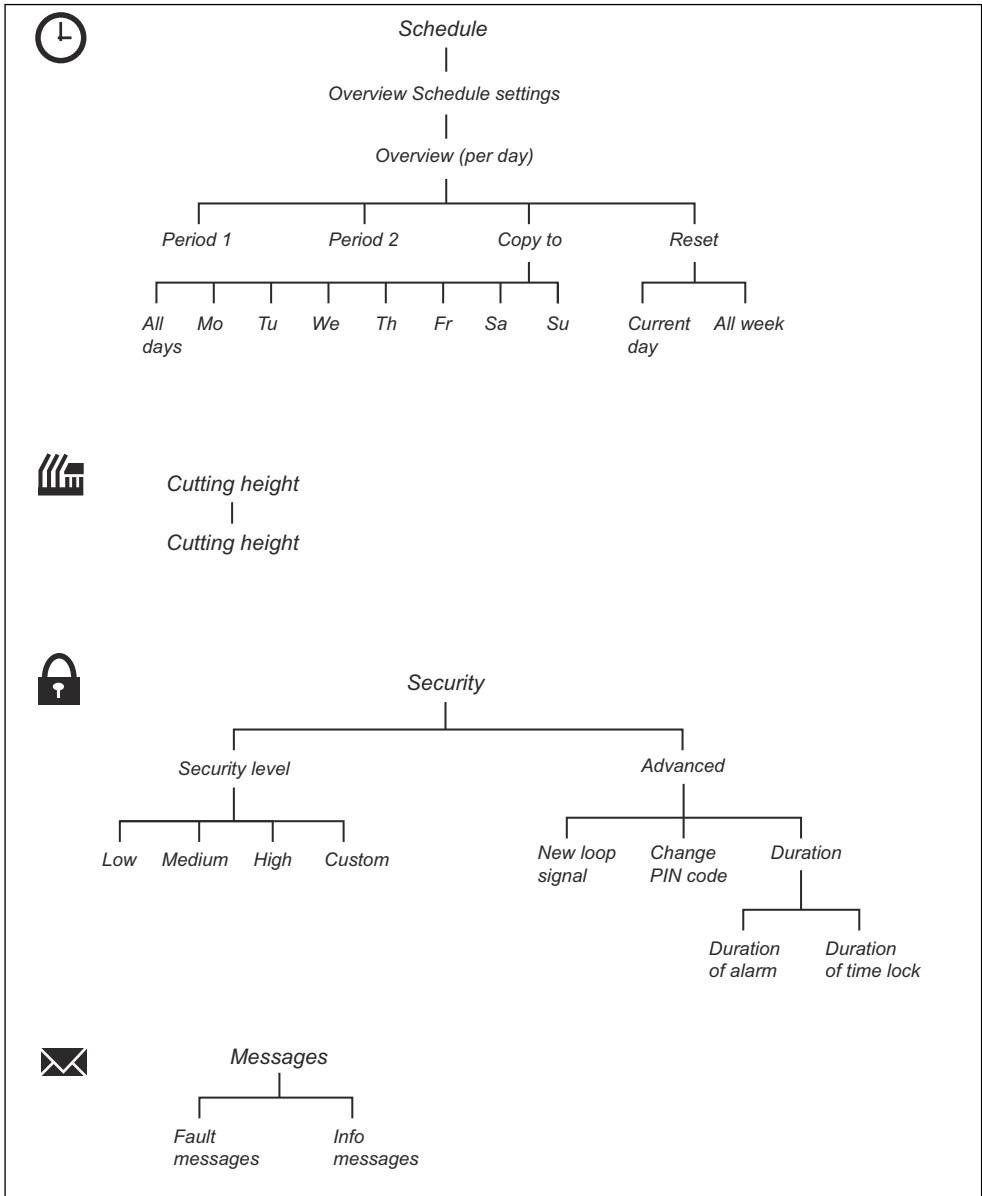 Schedule
Overview Schedule settings
Overview (per day)
Period 1
Period 2
Copy to
Reset
All
days
Mo
Tu
We
Th
Fr
Sa
Su
Current
day
All week
Cutting height
Cutting height
Security
Security level
Advanced
Low
Medium
High
Custom
New loop
signal
Change
PIN code
Duration
Duration
of alarm
Duration
of time lock
Messages
Fault
messages
Info
messages